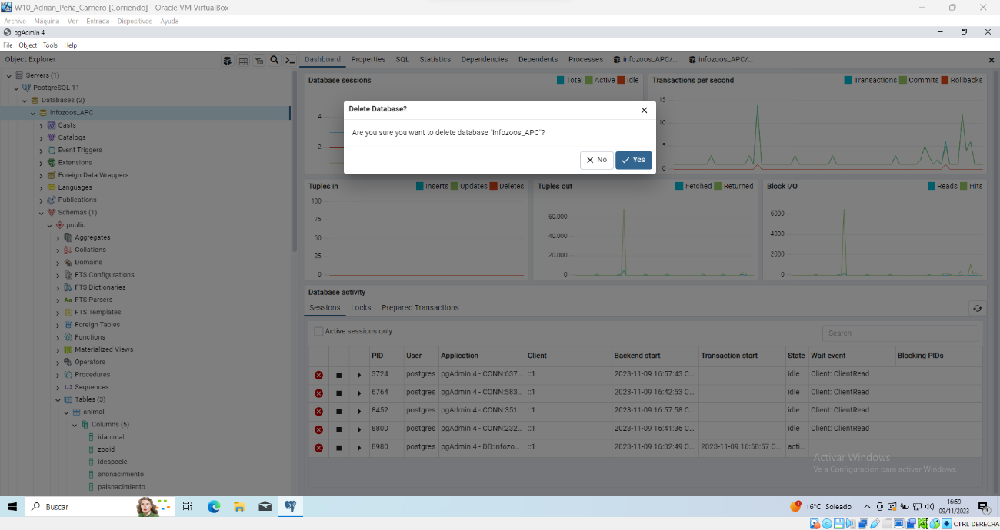 W10_Adrian_Peña_Carnero [Corriendo] - Oracle VM VirtualBox
Archivo Máquina Ver Entrada Dispositivos Ayuda
pgAdmin 4
File Object Tools Help
Object Explorer
Dashboard Properties SQL Statistics Dependencies Dependents Processes infozoos_APC/... infozoos_APC/...
Servers (1)
PostgreSQL 11
Databases (2)
infozoos_APC
Casts
Catalogs
Event Triggers
Extensions
Foreign Data Wrappers
Languages
Publications
Schemas (1)
public
Aggregates
Collations
Domains
FTS Configurations
FTS Dictionaries
FTS Parsers
FTS Templates
Foreign Tables
Functions
Materialized Views
Operators
Procedures
1..3 Sequences
Tables (3)
animal
Columns (5)
idanimal
zooid
idespecie
anonacimiento
paisnacimiento
Database sessions Total Active Idle
4
2
Transactions per second Transactions Commits Rollbacks
15
10
5
0
Delete Database?
Are you sure you want to delete database "infozoos_APC"?
No Yes
Tuples in Inserts Updates Deletes
100
75
50
25
0
Tuples out Fetched Returned
60.000
40.000
20.000
0
Block I/O Reads Hits
6000
4000
2000
0
Database activity
Sessions Locks Prepared Transactions
Active sessions only
Search
PID User Application Client Backend start Transaction start State Wait event Blocking PIDs
3724 postgres pgAdmin 4 - CONN:637... ::1 2023-11-09 16:57:43 C... idle Client: ClientRead
6764 postgres pgAdmin 4 - CONN:583... ::1 2023-11-09 16:42:53 C... idle Client: ClientRead
8452 postgres pgAdmin 4 - CONN:351... ::1 2023-11-09 16:57:58 C... idle Client: ClientRead
8800 postgres pgAdmin 4 - CONN:232... ::1 2023-11-09 16:41:36 C... idle Client: ClientRead
8980 postgres pgAdmin 4 - DB:infozo... ::1 2023-11-09 16:32:49 C... 2023-11-09 16:58:57 C... acti...
Activar Windows
Ve a Configuración para activar Windows.
Buscar
1
16°C Soleado
16:59
09/11/2023
3
CTRL DERECHA